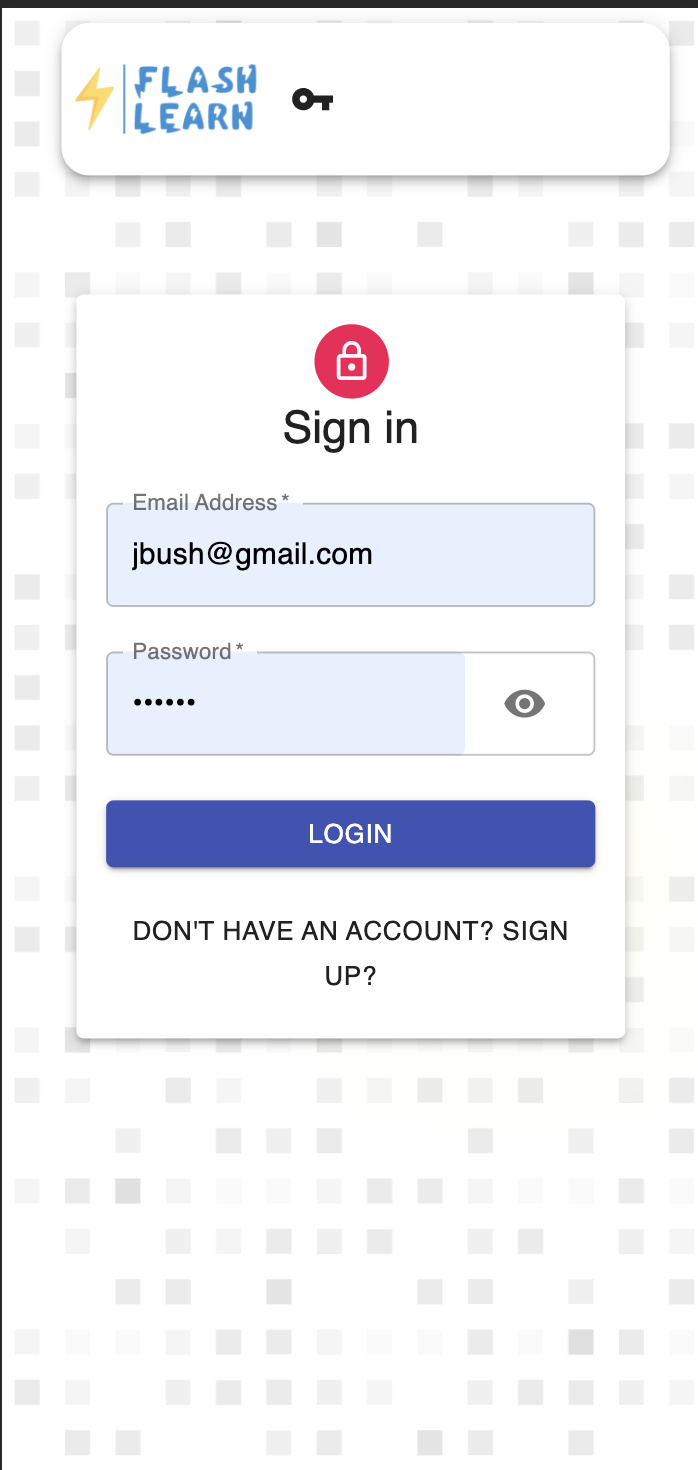 FLASH
LEARN
Sign in
Email Address *
jbush@gmail.com
Password *
••••••
LOGIN
DON'T HAVE AN ACCOUNT? SIGN
UP?